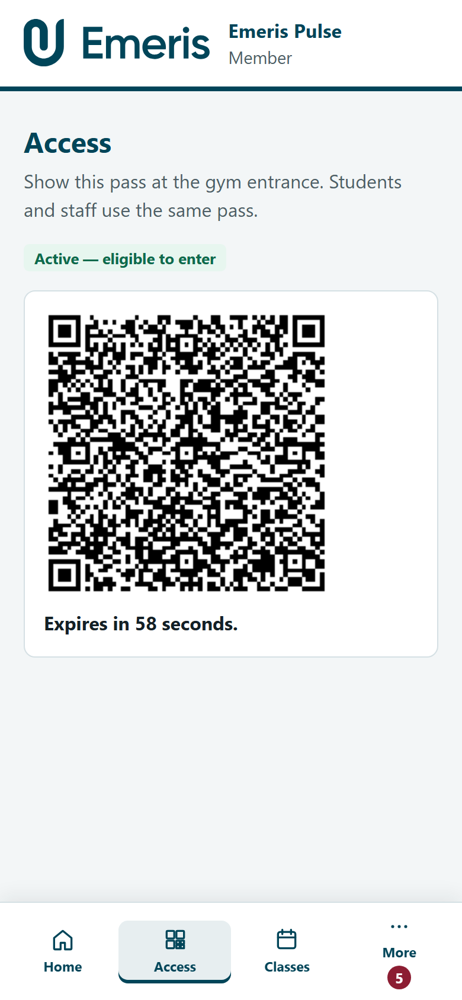 Emeris
Emeris Pulse
Member
Access
Show this pass at the gym entrance. Students
and staff use the same pass.
Active — eligible to enter
Expires in 58 seconds.
Home
Access
Classes
More
5